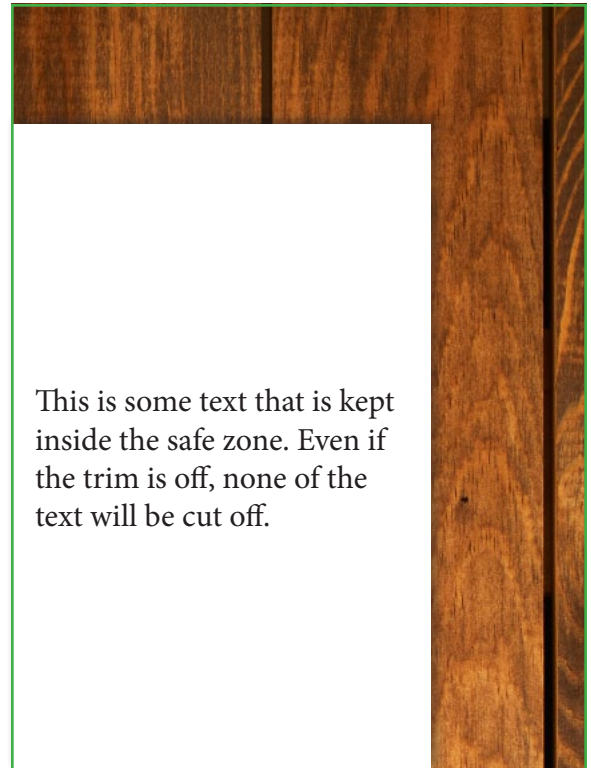 This is some text that is kept
inside the safe zone. Even if
the trim is off, none of the
text will be cut off.